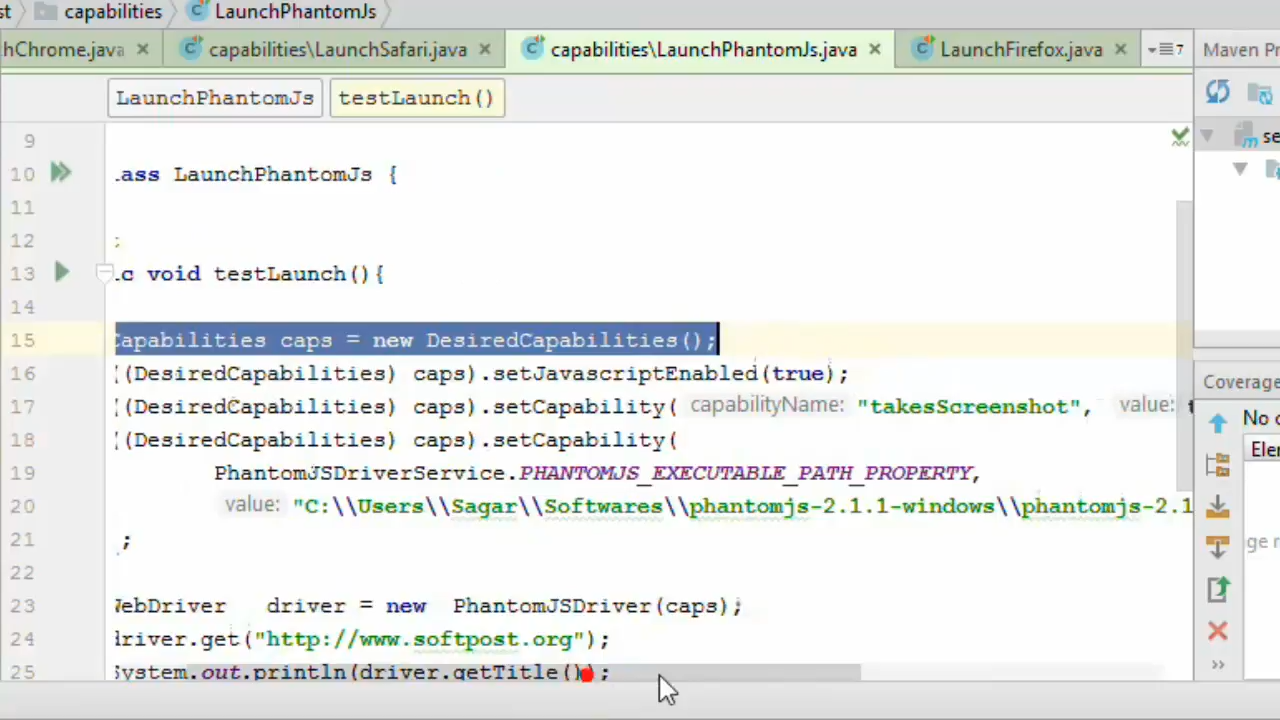 st capabilities LaunchPhantomJs
hChrome.java capabilities\LaunchSafari.java capabilities\LaunchPhantomJs.java LaunchFirefox.java 7 Maven Pr
LaunchPhantomJs testLaunch()
9
10 .ass LaunchPhantomJs { se
11
12 ;
13 .c void testLaunch(){
14
15 Capabilities caps = new DesiredCapabilities();
16 ((DesiredCapabilities) caps).setJavascriptEnabled(true); Coverage
17 ((DesiredCapabilities) caps).setCapability( capabilityName: "takesScreenshot", value: t No c
18 ((DesiredCapabilities) caps).setCapability( Eler
19 PhantomJSDriverService.PHANTOMJS_EXECUTABLE_PATH_PROPERTY,
20 value: "C:\\Users\\Sagar\\Softwares\\phantomjs-2.1.1-windows\\phantomjs-2.1
21 ; ge r
22
23 WebDriver driver = new PhantomJSDriver(caps);
24 driver.get("http://www.softpost.org");
25 System.out.println(driver.getTitle());